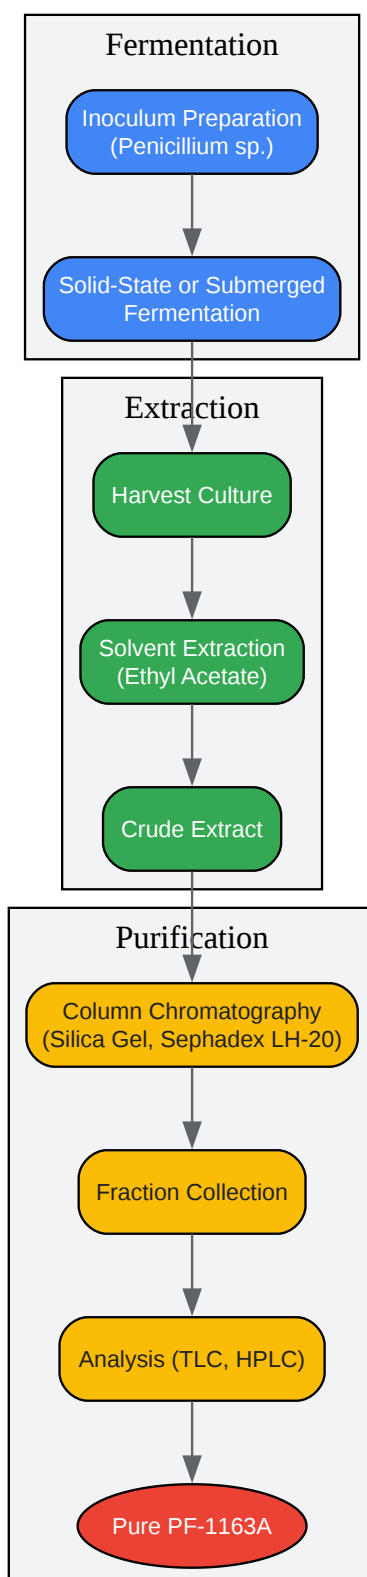 Fermentation
Inoculum Preparation
(Penicillium sp.)
Solid-State or Submerged
Fermentation
Extraction
Harvest Culture
Solvent Extraction
(Ethyl Acetate)
Crude Extract
Purification
Column Chromatography
(Silica Gel, Sephadex LH-20)
Fraction Collection
Analysis (TLC, HPLC)
Pure PF-1163A